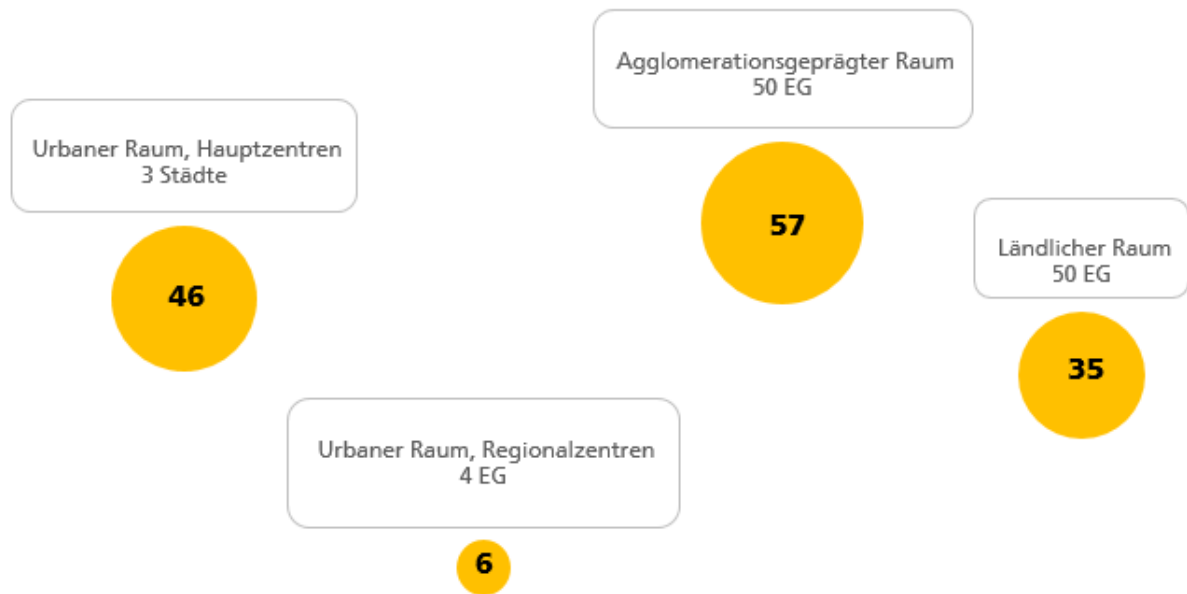 Agglomerationsgeprägter Raum
50 EG
57
Urbaner Raum, Hauptzentren
3 Städte
46
Ländlicher Raum
50 EG
35
Urbaner Raum, Regionalzentren
4 EG
6